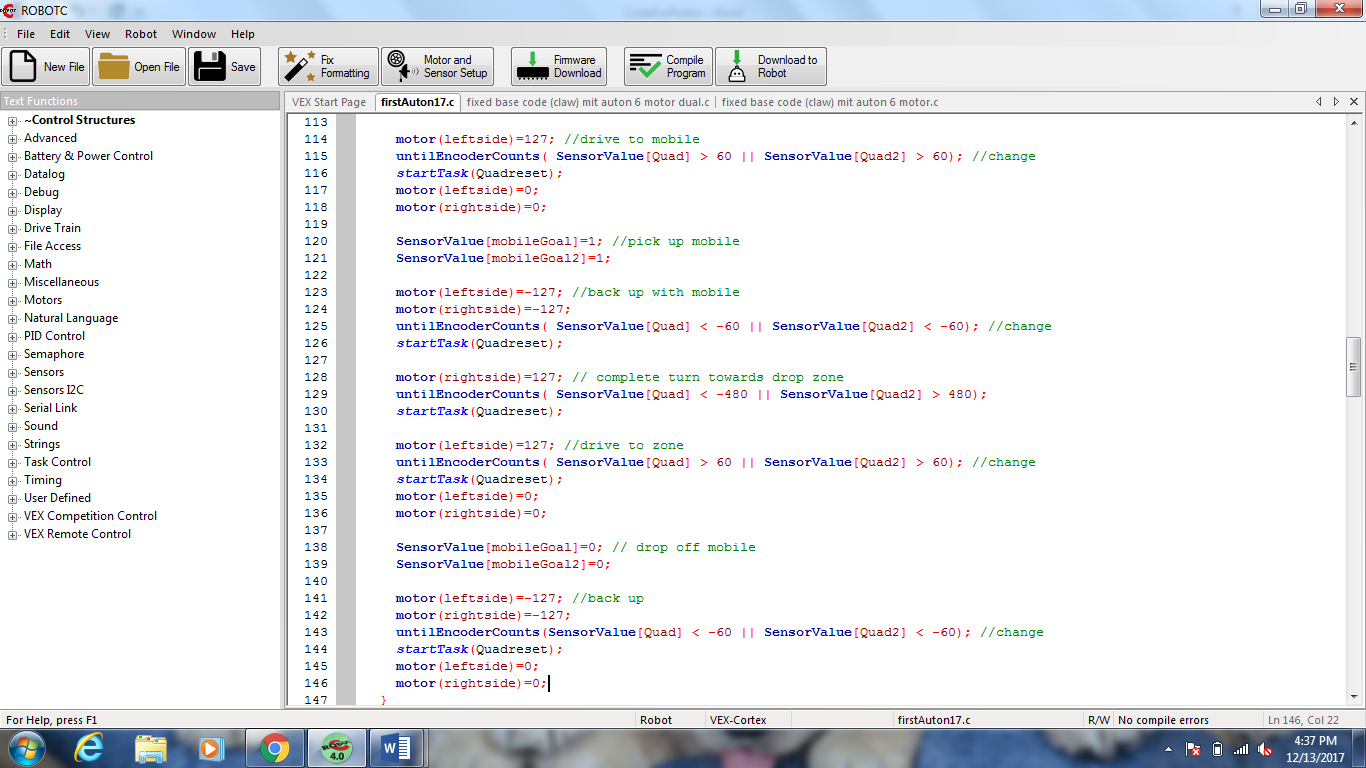 ROBOTC
File Edit View Robot Window Help
New File Open File Save Fix Formatting Motor and Sensor Setup Firmware Download Compile Program Download to Robot
Text Functions
VEX Start Page firstAuton17.c fixed base code (claw) mit auton 6 motor dual.c fixed base code (claw) mit auton 6 motor.c
~Control Structures
Advanced
Battery & Power Control
Datalog
Debug
Display
Drive Train
File Access
Math
Miscellaneous
Motors
Natural Language
PID Control
Semaphore
Sensors
Sensors I2C
Serial Link
Sound
Strings
Task Control
Timing
User Defined
VEX Competition Control
VEX Remote Control
113
114 motor(leftside)=127; //drive to mobile
115 untilEncoderCounts( SensorValue[Quad] > 60 || SensorValue[Quad2] > 60); //change
116 startTask(Quadreset);
117 motor(leftside)=0;
118 motor(rightside)=0;
119
120 SensorValue[mobileGoal]=1; //pick up mobile
121 SensorValue[mobileGoal2]=1;
122
123 motor(leftside)=-127; //back up with mobile
124 motor(rightside)=-127;
125 untilEncoderCounts( SensorValue[Quad] < -60 || SensorValue[Quad2] < -60); //change
126 startTask(Quadreset);
127
128 motor(rightside)=127; // complete turn towards drop zone
129 untilEncoderCounts( SensorValue[Quad] < -480 || SensorValue[Quad2] > 480);
130 startTask(Quadreset);
131
132 motor(leftside)=127; //drive to zone
133 untilEncoderCounts( SensorValue[Quad] > 60 || SensorValue[Quad2] > 60); //change
134 startTask(Quadreset);
135 motor(leftside)=0;
136 motor(rightside)=0;
137
138 SensorValue[mobileGoal]=0; // drop off mobile
139 SensorValue[mobileGoal2]=0;
140
141 motor(leftside)=-127; //back up
142 motor(rightside)=-127;
143 untilEncoderCounts(SensorValue[Quad] < -60 || SensorValue[Quad2] < -60); //change
144 startTask(Quadreset);
145 motor(leftside)=0;
146 motor(rightside)=0;
147 }
For Help, press F1 Robot VEX-Cortex firstAuton17.c R/W No compile errors Ln 146, Col 22
4.0 W 4:37 PM
12/13/2017